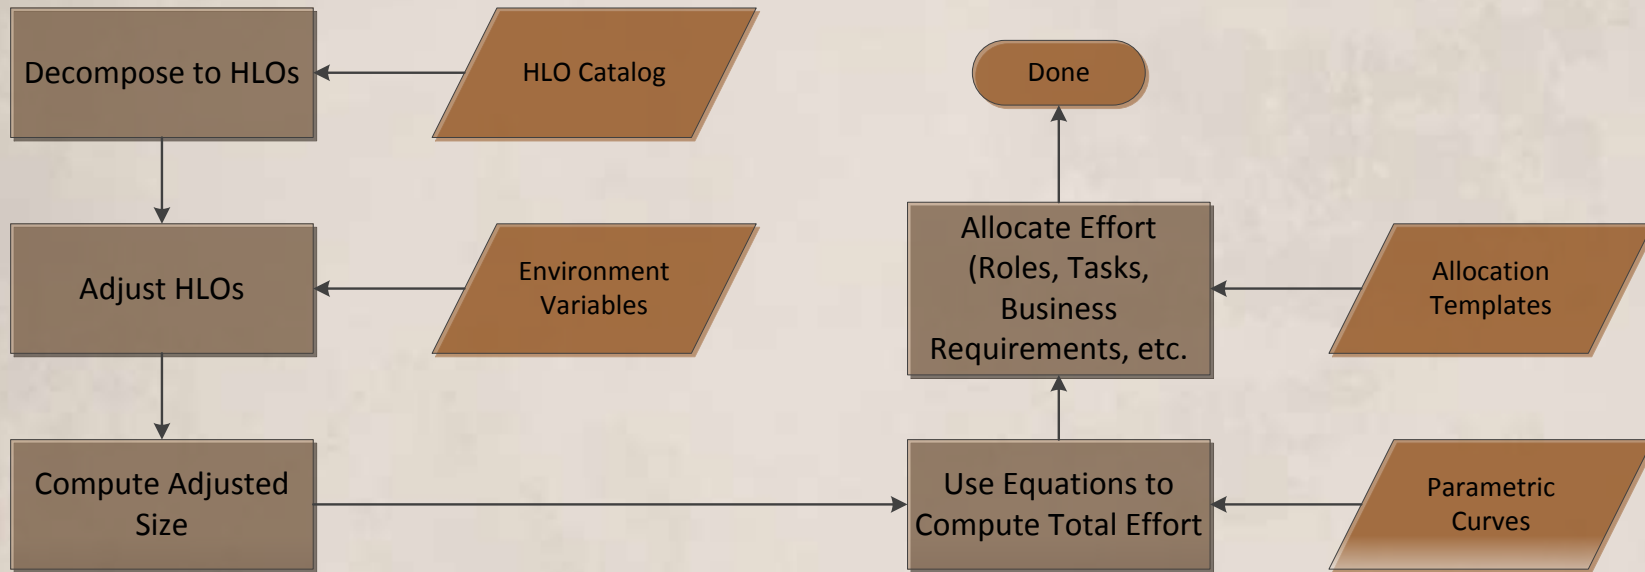 Decompose to HLOs
HLO Catalog
Done
Adjust HLOs
Environment
Variables
Allocate Effort
(Roles, Tasks,
Business
Requirements, etc.
Allocation
Templates
Compute Adjusted
Size
Use Equations to
Compute Total Effort
Parametric
Curves